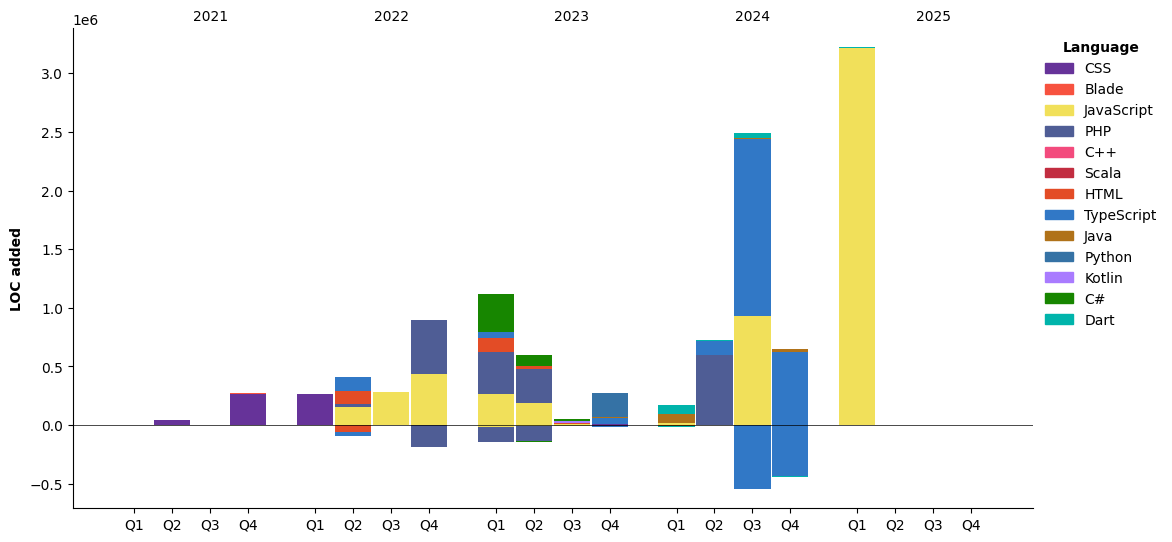 1e6
2021 2022 2023 2024 2025
Language
CSS
Blade
JavaScript
PHP
C++
Scala
HTML
TypeScript
Java
Python
Kotlin
C#
Dart
LOC added
3.0
2.5
2.0
1.5
1.0
0.5
0.0
−0.5
Q1 Q2 Q3 Q4 Q1 Q2 Q3 Q4 Q1 Q2 Q3 Q4 Q1 Q2 Q3 Q4 Q1 Q2 Q3 Q4